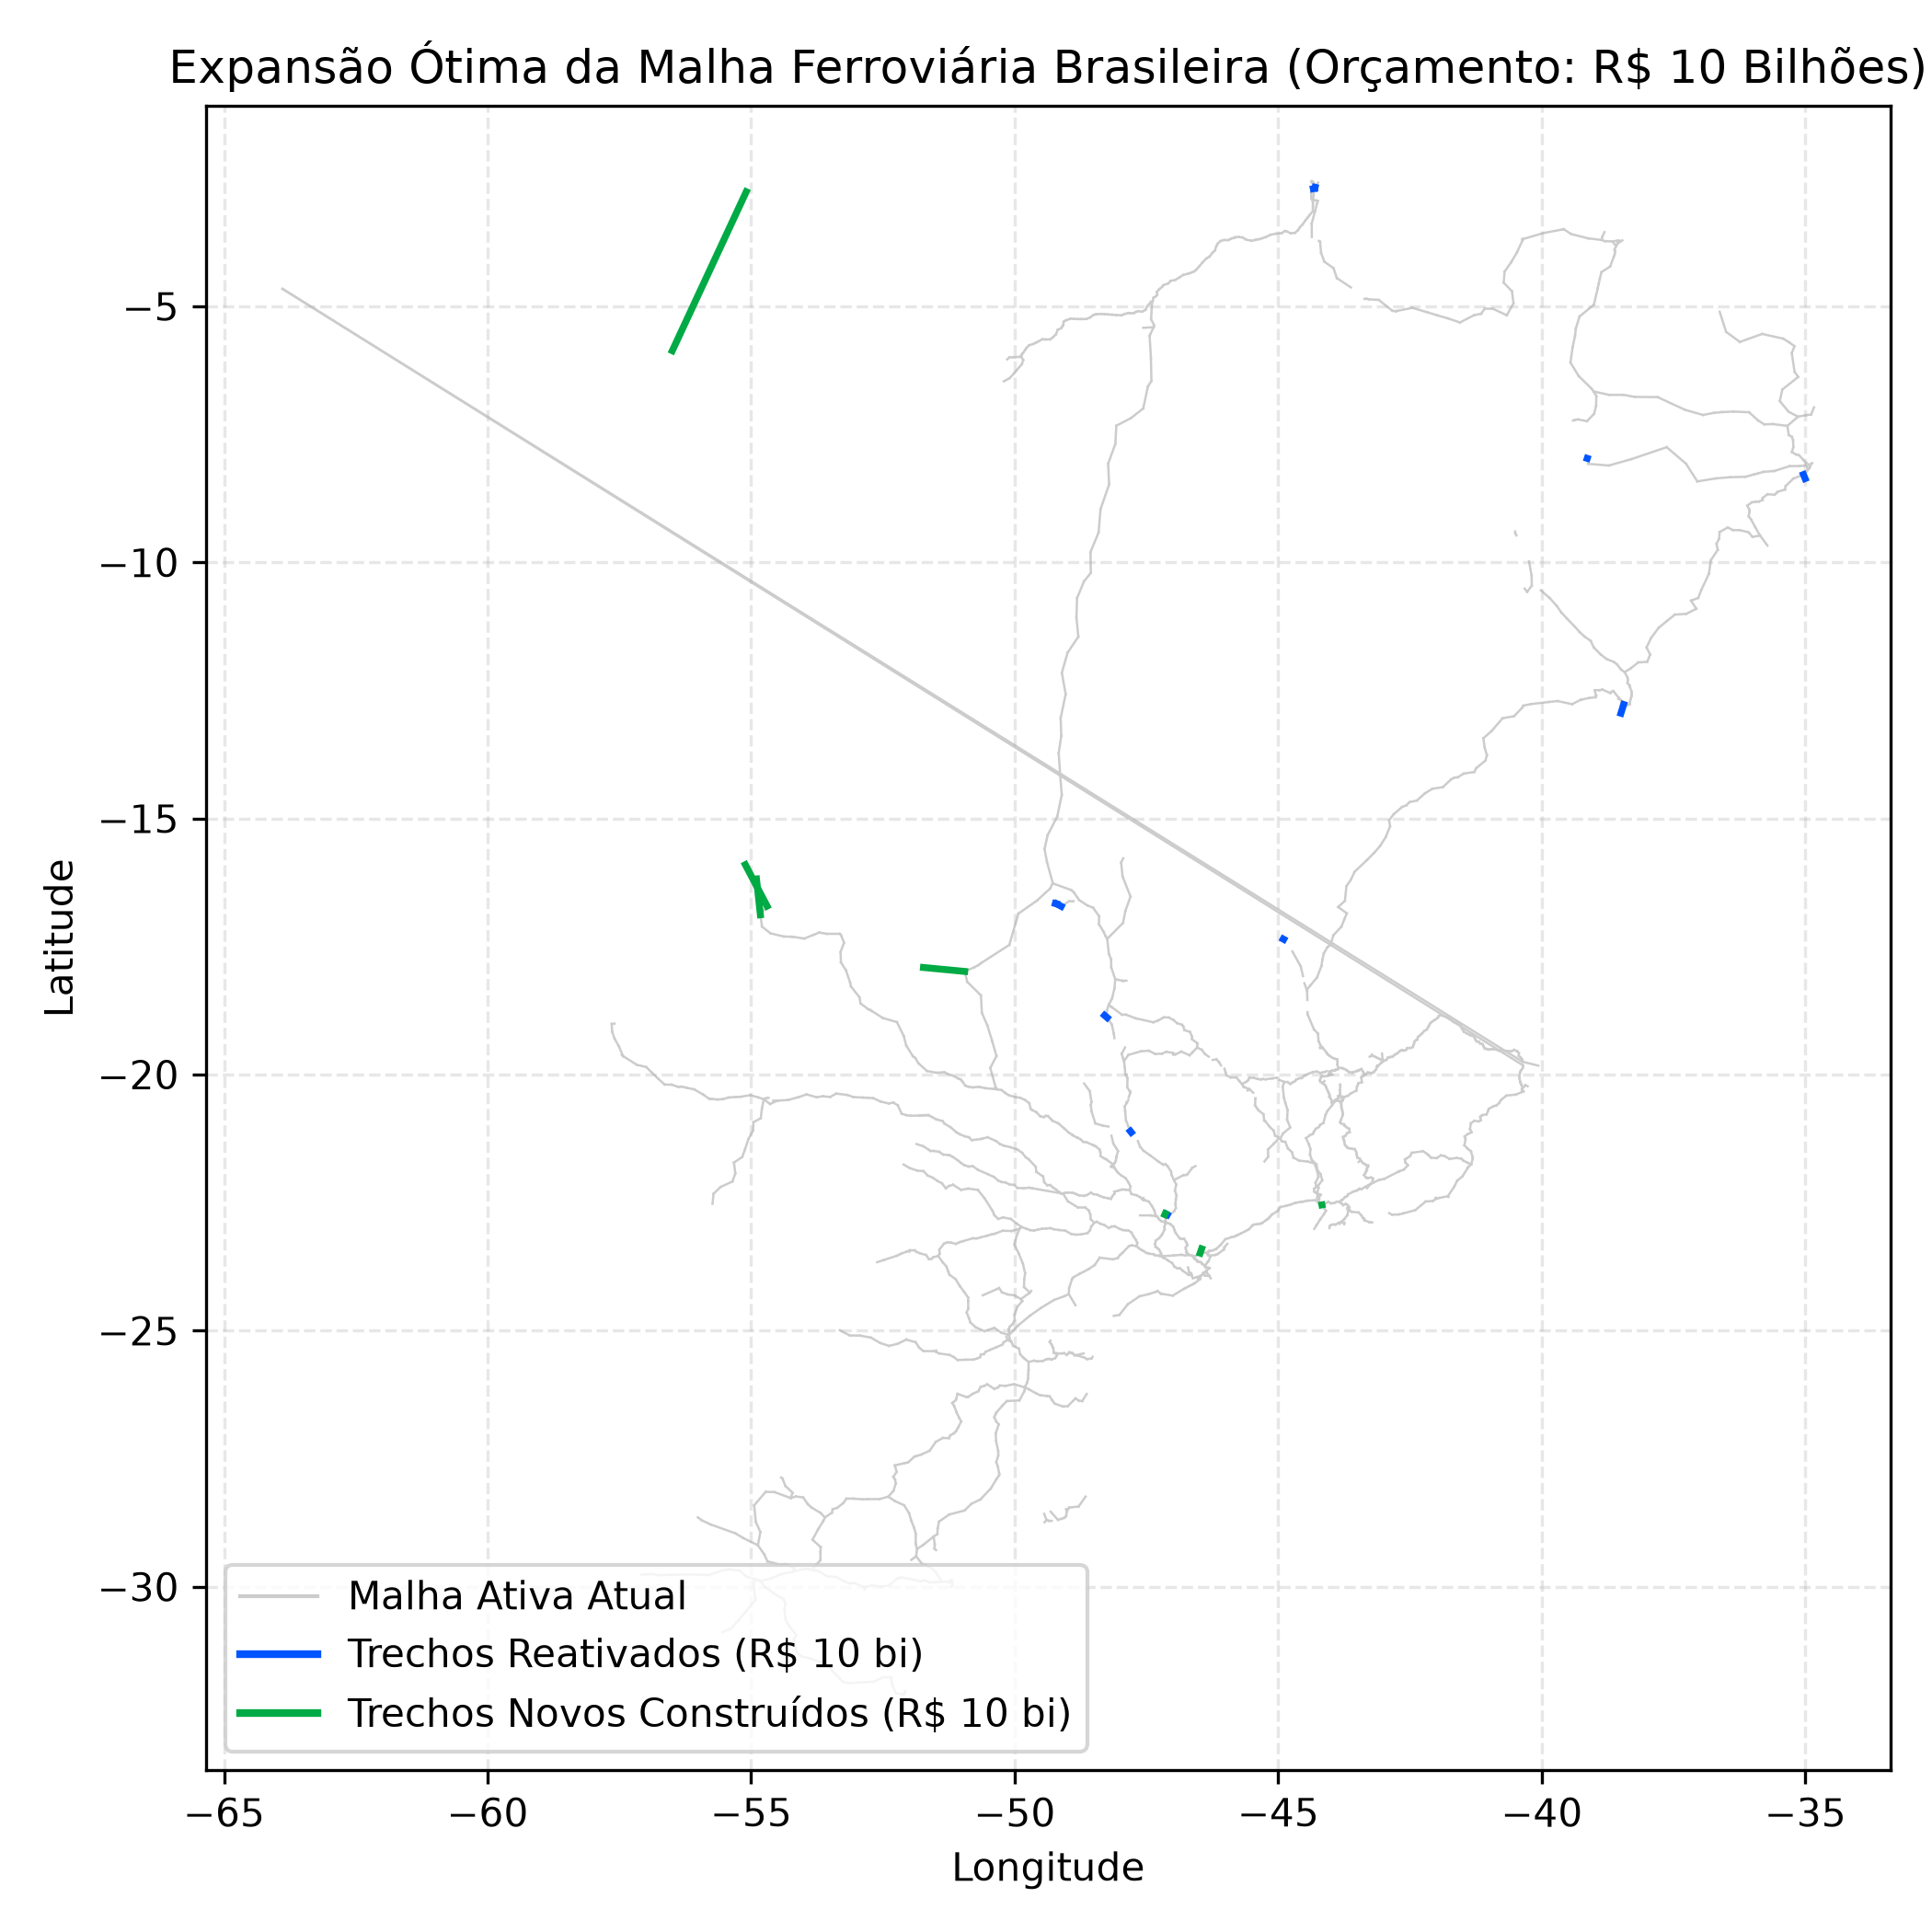 Expansão Ótima da Malha Ferroviária Brasileira (Orçamento: R$ 10 Bilhões)
Latitude
−5
−10
−15
−20
−25
−30
Malha Ativa Atual
Trechos Reativados (R$ 10 bi)
Trechos Novos Construídos (R$ 10 bi)
−65 −60 −55 −50 −45 −40 −35
Longitude